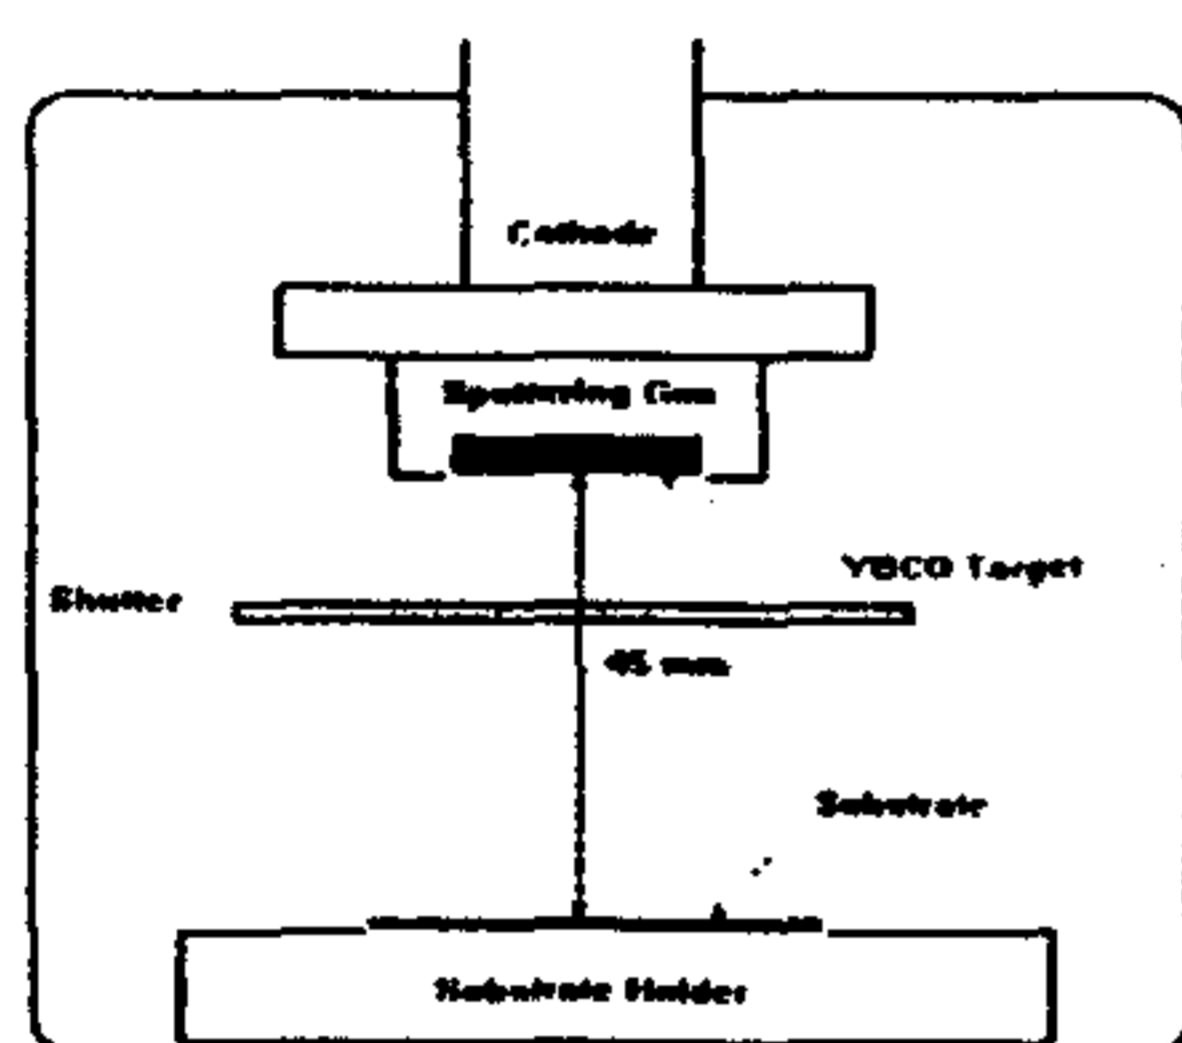 Cathode
Sputtering Gun
YBCO Target
Shutter
45 mm
Substrate
Substrate Holder